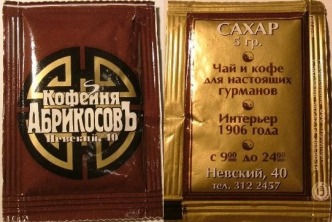 Кофейня
АбрикосовЪ
Невский, 40
САХАР
5 гр.
Чай и кофе
для настоящих
гурманов
Интерьер
1906 года
с 9⁰⁰ до 24⁰⁰
Невский, 40
тел. 312 2457